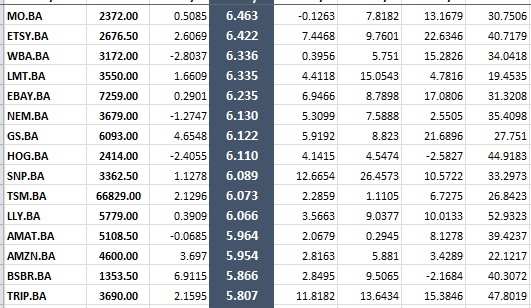 MO.BA 2372.00 0.5085 6.463 -0.1263 7.8182 13.1679 30.7506
ETSY.BA 2676.50 2.6069 6.422 7.4468 9.7601 22.6346 40.7179
WBA.BA 3172.00 -2.8037 6.336 0.3956 5.751 15.2826 34.0418
LMT.BA 3550.00 1.6609 6.335 4.4118 15.0543 4.7816 19.4535
EBAY.BA 7259.00 0.2901 6.235 6.9466 8.7898 17.0806 31.3208
NEM.BA 3679.00 -1.2747 6.130 5.3099 7.5888 2.5505 35.4098
GS.BA 6093.00 4.6548 6.122 5.9192 8.823 21.6896 27.751
HOG.BA 2414.00 -2.4055 6.110 4.1415 4.5474 -2.5827 44.9183
SNP.BA 3362.50 1.1278 6.089 12.6654 26.4573 10.5722 33.2973
TSM.BA 66829.00 2.1296 6.073 2.2859 1.1105 6.7275 26.8423
LLY.BA 5779.00 0.3909 6.066 3.5663 9.0377 10.0133 52.9323
AMAT.BA 5108.50 -0.0685 5.964 2.0679 0.2945 8.1278 39.4237
AMZN.BA 4600.00 3.697 5.954 2.8163 5.881 3.4289 22.1217
BSBR.BA 1353.50 6.9115 5.866 2.8495 9.5065 -2.1684 40.3072
TRIP.BA 3690.00 2.1595 5.807 11.8182 13.6434 15.3846 47.8018